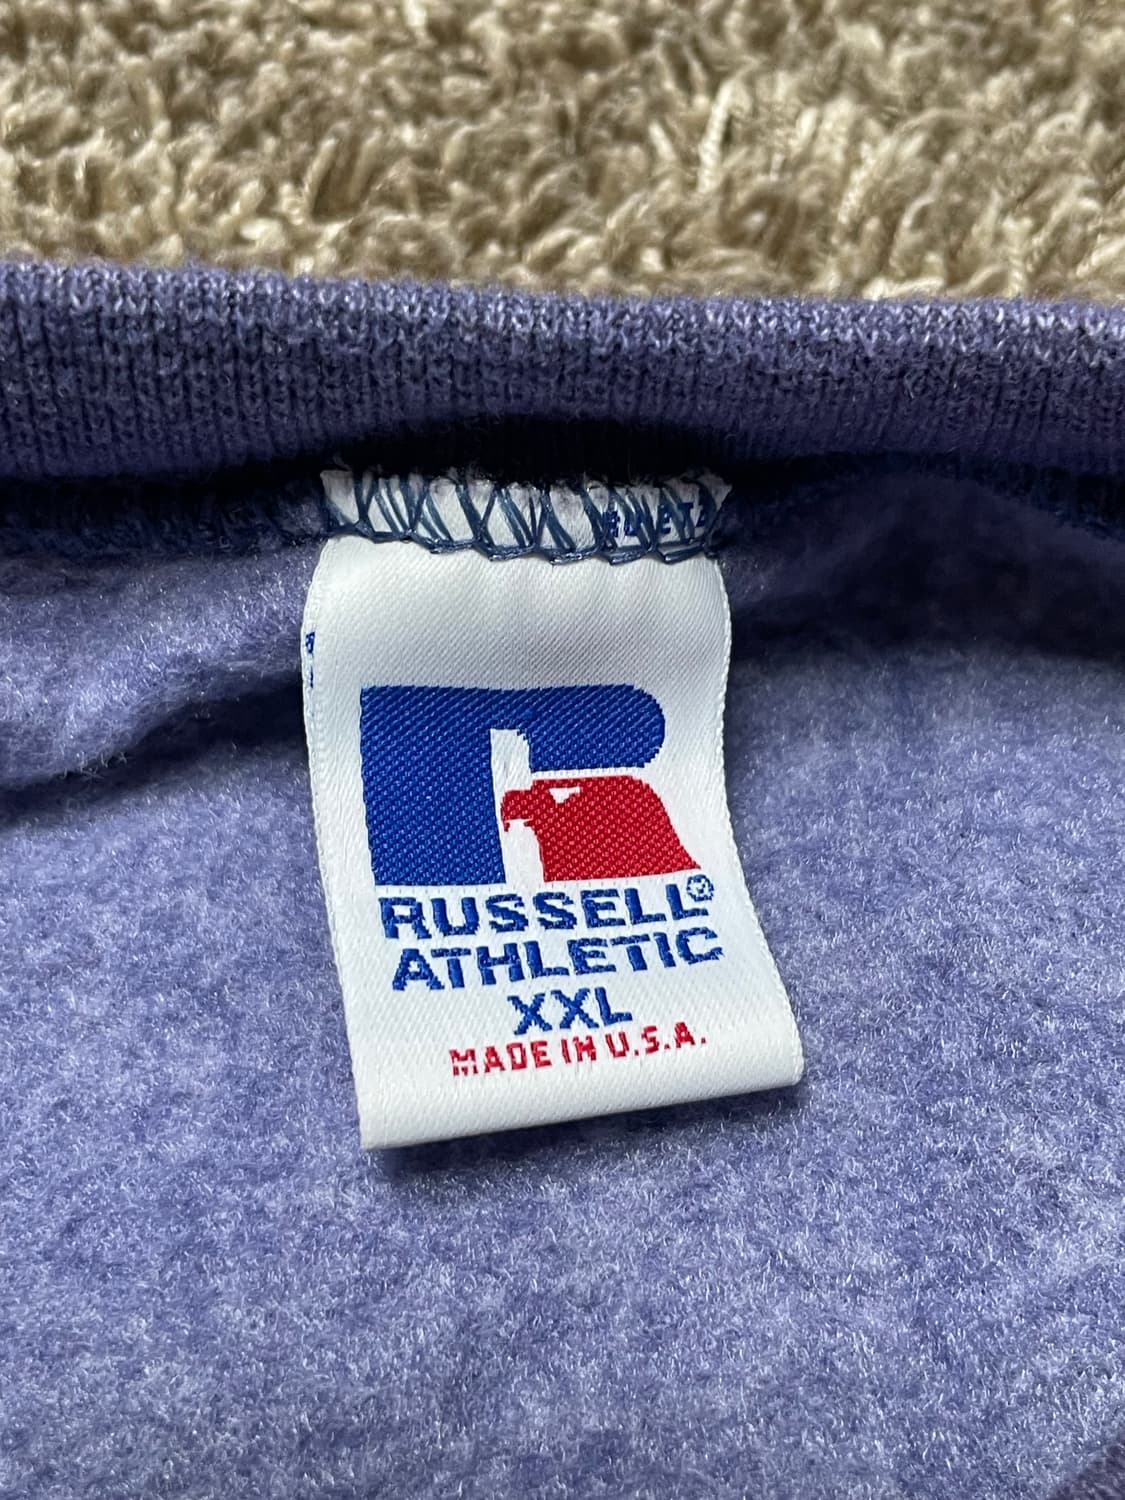 RUSSELL®
ATHLETIC
XXL
MADE IN U.S.A.